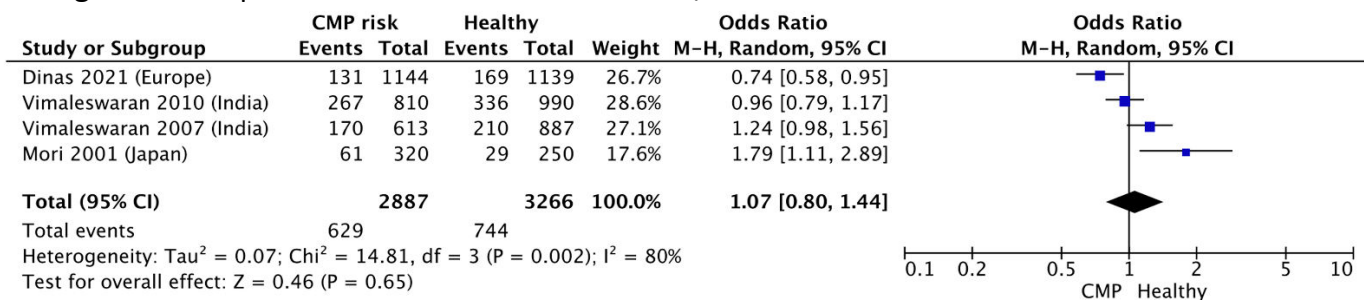 CMP risk Healthy Odds Ratio Odds Ratio
Study or Subgroup Events Total Events Total Weight M-H, Random, 95% CI M-H, Random, 95% CI
Dinas 2021 (Europe) 131 1144 169 1139 26.7% 0.74 [0.58, 0.95]
Vimaleswaran 2010 (India) 267 810 336 990 28.6% 0.96 [0.79, 1.17]
Vimaleswaran 2007 (India) 170 613 210 887 27.1% 1.24 [0.98, 1.56]
Mori 2001 (Japan) 61 320 29 250 17.6% 1.79 [1.11, 2.89]
Total (95% CI) 2887 3266 100.0% 1.07 [0.80, 1.44]
Total events 629 744
Heterogeneity: Tau² = 0.07; Chi² = 14.81, df = 3 (P = 0.002); I² = 80%
Test for overall effect: Z = 0.46 (P = 0.65)
0.1 0.2 0.5 1 2 5 10
CMP Healthy